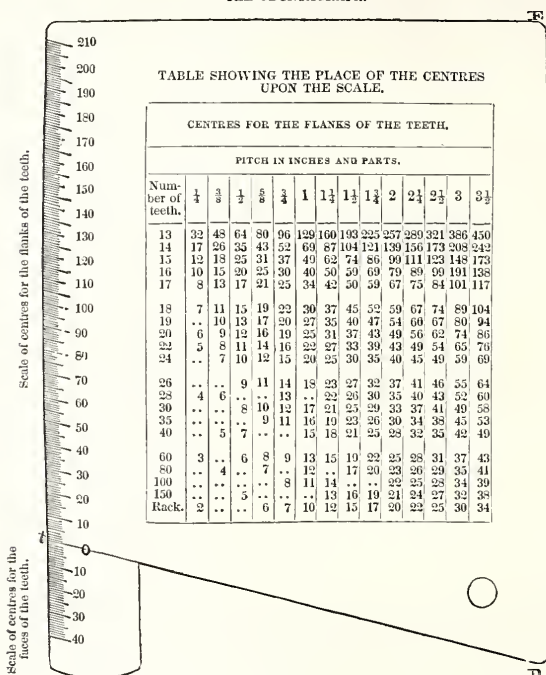 210
200
190
180
170
160
150
140
130
120
110
100
90
80
70
60
50
40
30
20
10
0
10
20
30
40
t
Scale of centres for the flanks of the teeth.
Scale of centres for the
faces of the teeth.
TABLE SHOWING THE PLACE OF THE CENTRES
UPON THE SCALE.
CENTRES FOR THE FLANKS OF THE TEETH.
PITCH IN INCHES AND PARTS.
Num-
ber of
teeth.
¼ ⅜ ½ ⅝ ¾ 1 1¼ 1½ 1¾ 2 2¼ 2½ 3 3½
13 32 48 64 80 96 129 160 193 225 257 289 321 386 450
14 17 26 35 43 52 69 87 104 121 139 156 173 208 242
15 12 18 25 31 37 49 62 74 86 99 111 123 148 173
16 10 15 20 25 30 40 50 59 69 79 89 99 191 138
17 8 13 17 21 25 34 42 50 59 67 75 84 101 117
18 7 11 15 19 22 30 37 45 52 59 67 74 89 104
19 .. 10 13 17 20 27 35 40 47 54 60 67 80 94
20 6 9 12 16 19 25 31 37 43 49 56 62 74 86
22 5 8 11 14 16 22 27 33 39 43 49 54 65 76
24 .. 7 10 12 15 20 25 30 35 40 45 49 59 69
26 .. .. 9 11 14 18 23 27 32 37 41 46 55 64
28 4 6 .. .. 13 .. 22 26 30 35 40 43 52 60
30 .. .. 8 10 12 17 21 25 29 33 37 41 49 58
35 .. .. .. 9 11 16 19 23 26 30 34 38 45 53
40 .. 5 7 .. .. 15 18 21 25 28 32 35 42 49
60 3 .. 6 8 9 13 15 19 22 25 28 31 37 43
80 .. 4 .. 7 .. 12 .. 17 20 23 26 29 35 41
100 .. .. .. .. 8 11 14 .. .. 22 25 28 34 39
150 .. .. 5 .. .. .. 13 16 19 21 24 27 32 38
Rack. 2 .. .. 6 7 10 12 15 17 20 22 25 30 34